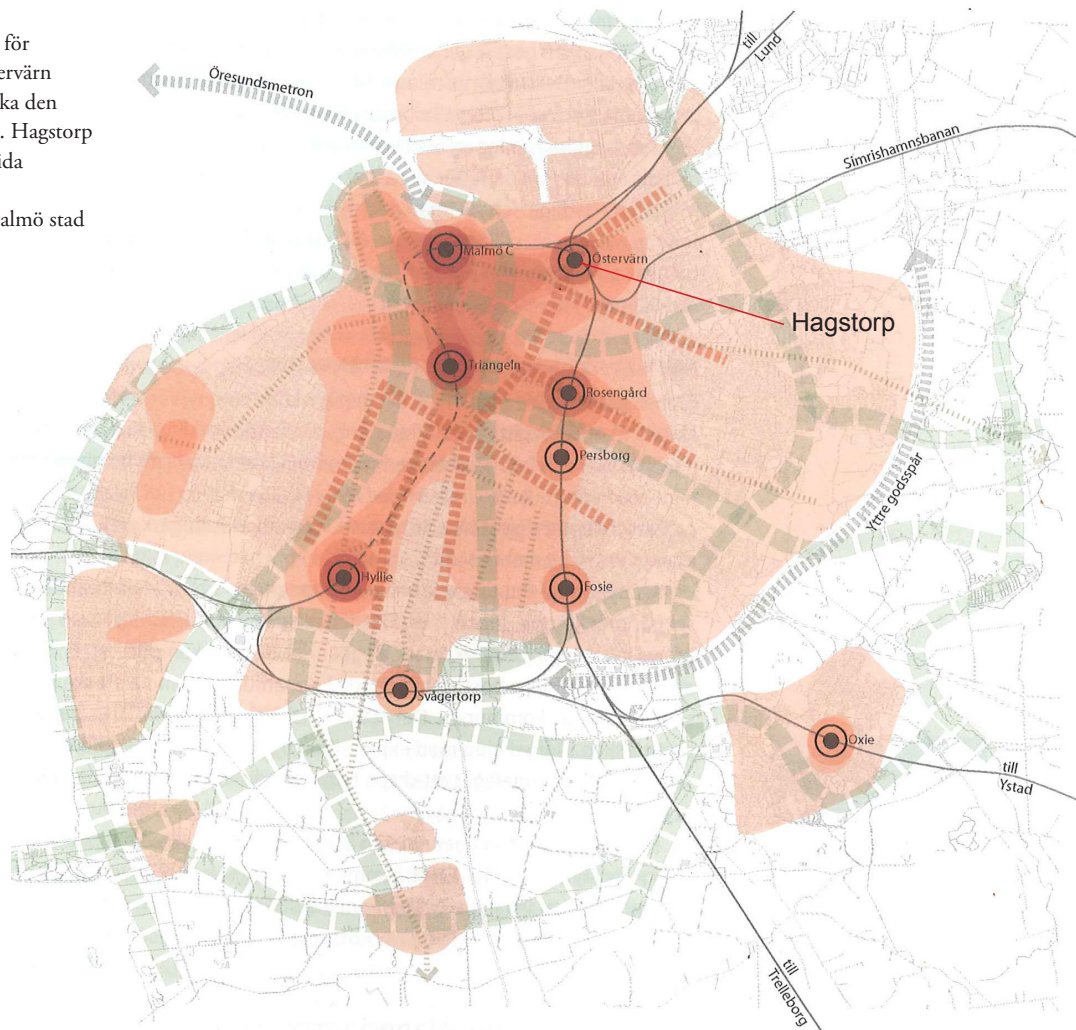 för
tervärn
ka den
. Hagstorp
ida
almö stad
Öresundsmetron
till
Lund
Simrishamnsbanan
Malmö C
Östervärn
Hagstorp
Triangeln
Rosengård
Persborg
Yttre godsspår
Hyllie
Fosie
Svågertorp
Oxie
till
Ystad
till
Trelleborg